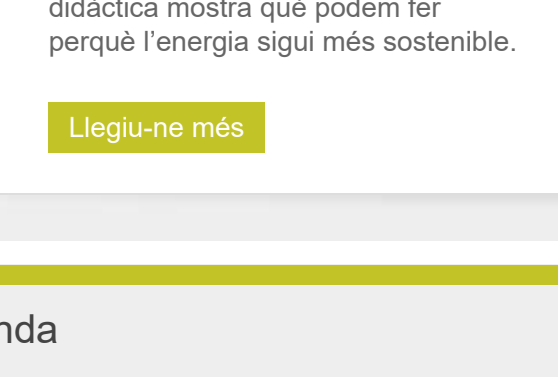 didàctica mostra què podem fer
perquè l’energia sigui més sostenible.
Llegiu-ne més
nda